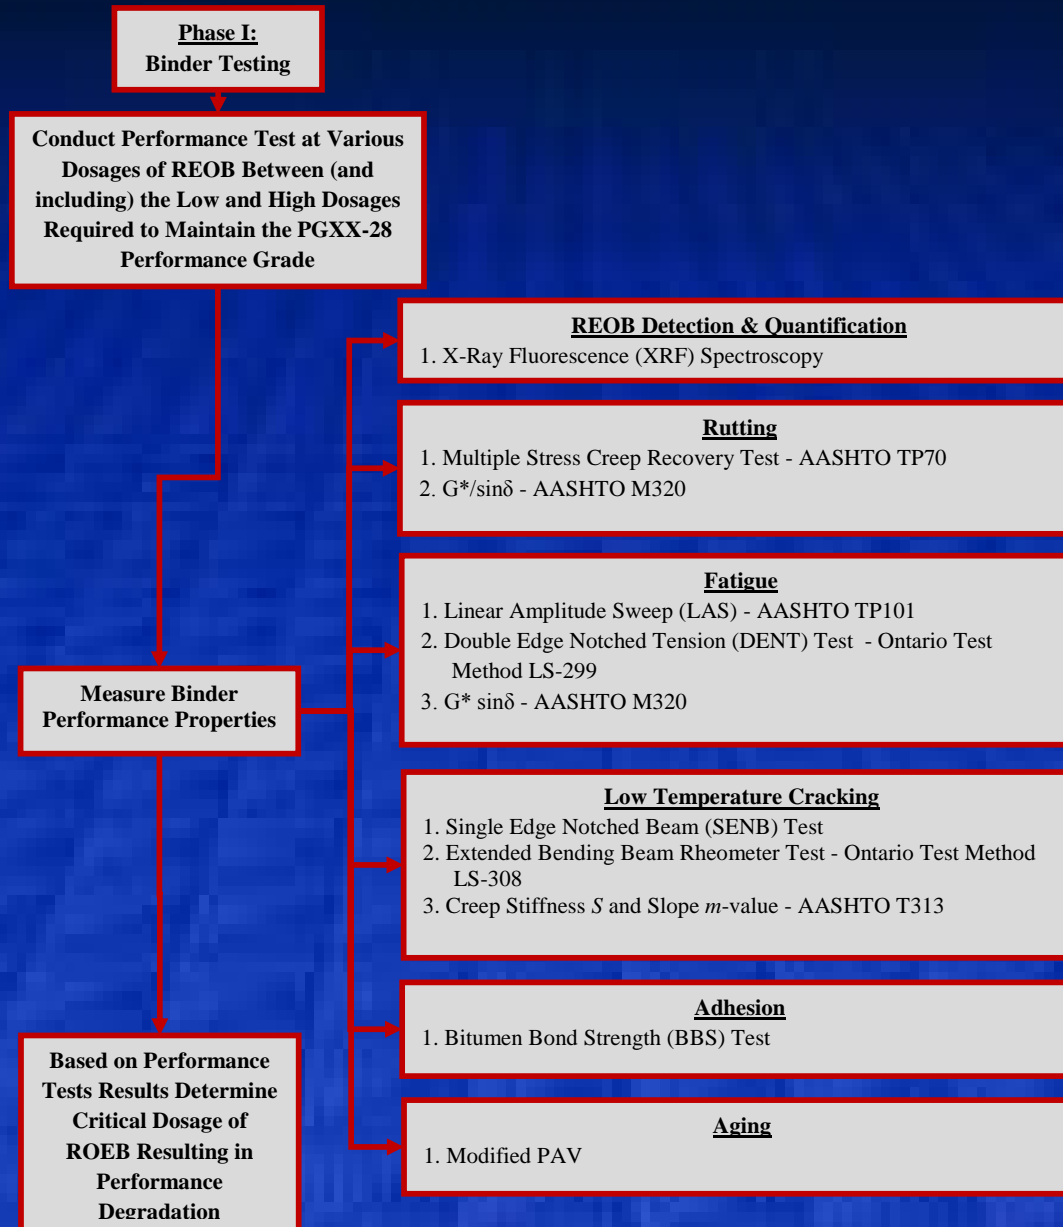 Phase I:
Binder Testing
Conduct Performance Test at Various
Dosages of REOB Between (and
including) the Low and High Dosages
Required to Maintain the PGXX-28
Performance Grade
REOB Detection & Quantification
1. X-Ray Fluorescence (XRF) Spectroscopy
Rutting
1. Multiple Stress Creep Recovery Test - AASHTO TP70
2. G*/sinδ - AASHTO M320
Fatigue
1. Linear Amplitude Sweep (LAS) - AASHTO TP101
2. Double Edge Notched Tension (DENT) Test - Ontario Test
Method LS-299
3. G* sinδ - AASHTO M320
Measure Binder
Performance Properties
Low Temperature Cracking
1. Single Edge Notched Beam (SENB) Test
2. Extended Bending Beam Rheometer Test - Ontario Test Method
LS-308
3. Creep Stiffness S and Slope m-value - AASHTO T313
Adhesion
1. Bitumen Bond Strength (BBS) Test
Aging
1. Modified PAV
Based on Performance
Tests Results Determine
Critical Dosage of
ROEB Resulting in
Performance
Degradation